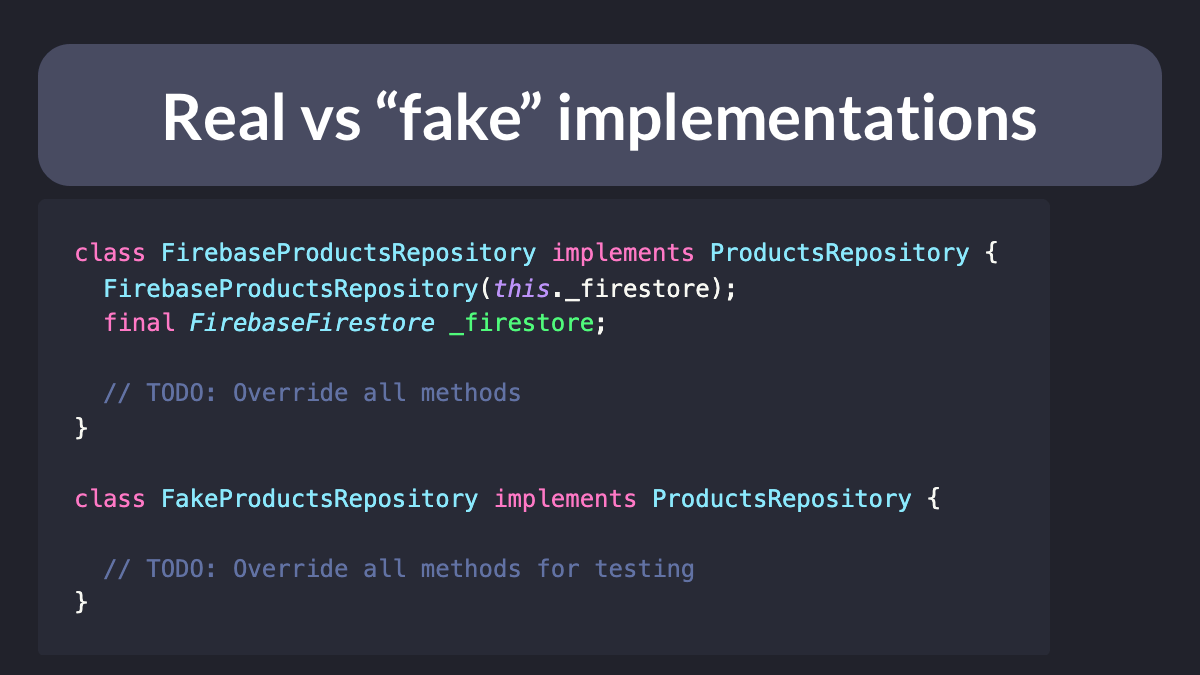 Real vs “fake” implementations
class FirebaseProductsRepository implements ProductsRepository {
  FirebaseProductsRepository(this._firestore);
  final FirebaseFirestore _firestore;
  // TODO: Override all methods
}
class FakeProductsRepository implements ProductsRepository {
  // TODO: Override all methods for testing
}